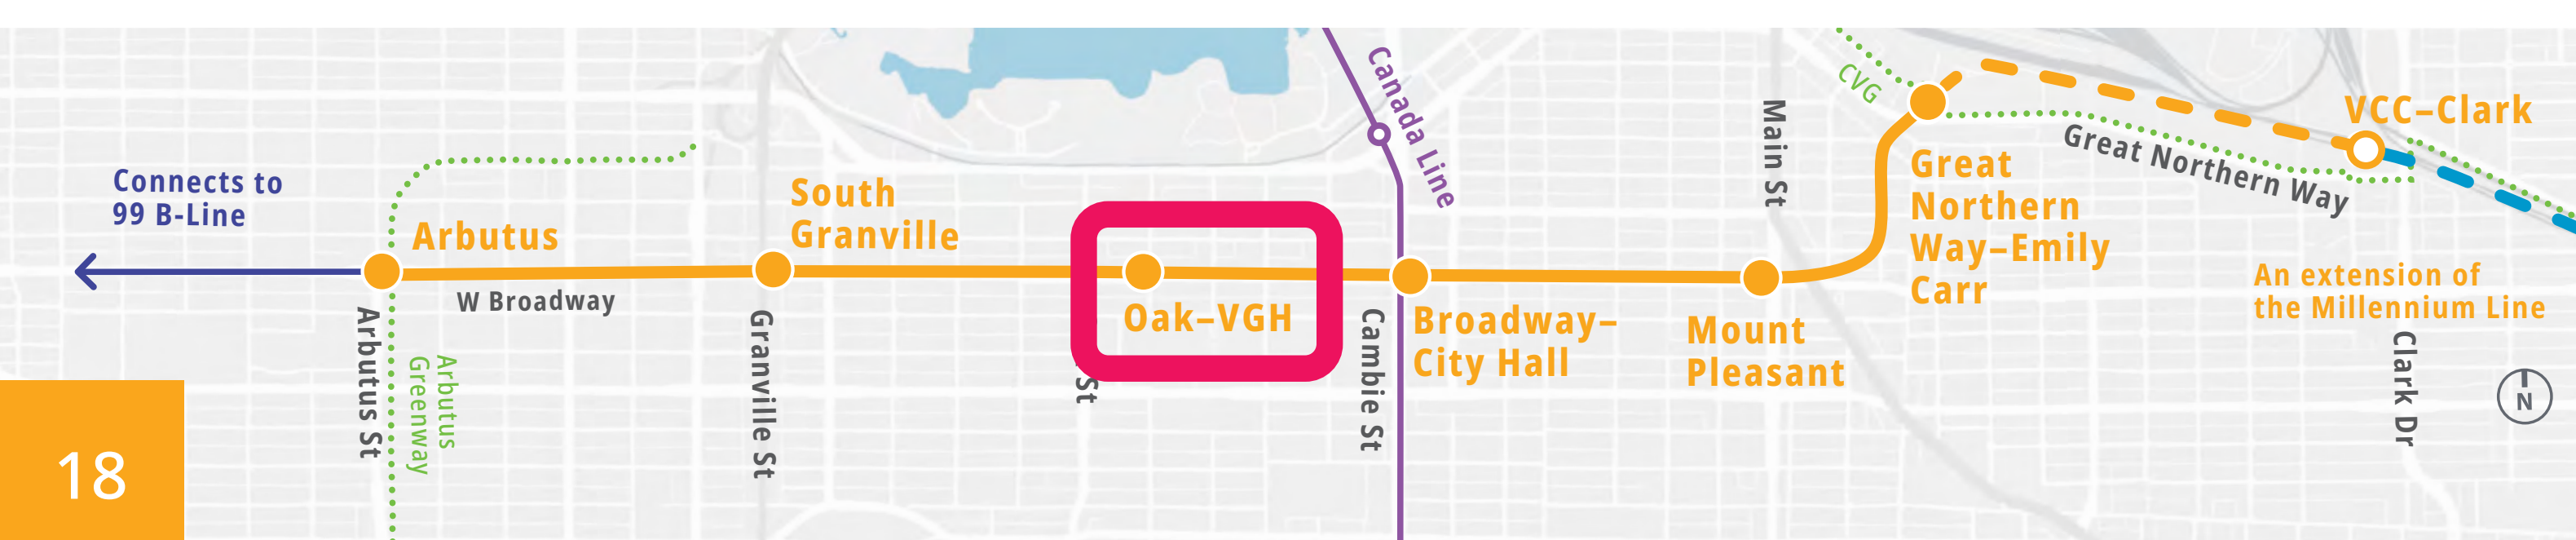 Canada Line
Main St
CVG
VCC–Clark
Great Northern Way
Connects to
99 B-Line
Arbutus
South
Granville
W Broadway
Oak–VGH
Broadway–
City Hall
Mount
Pleasant
Great
Northern
Way–Emily
Carr
An extension of
the Millennium Line
Arbutus St
Arbutus
Greenway
Granville St
St
Cambie St
Clark Dr
N
18